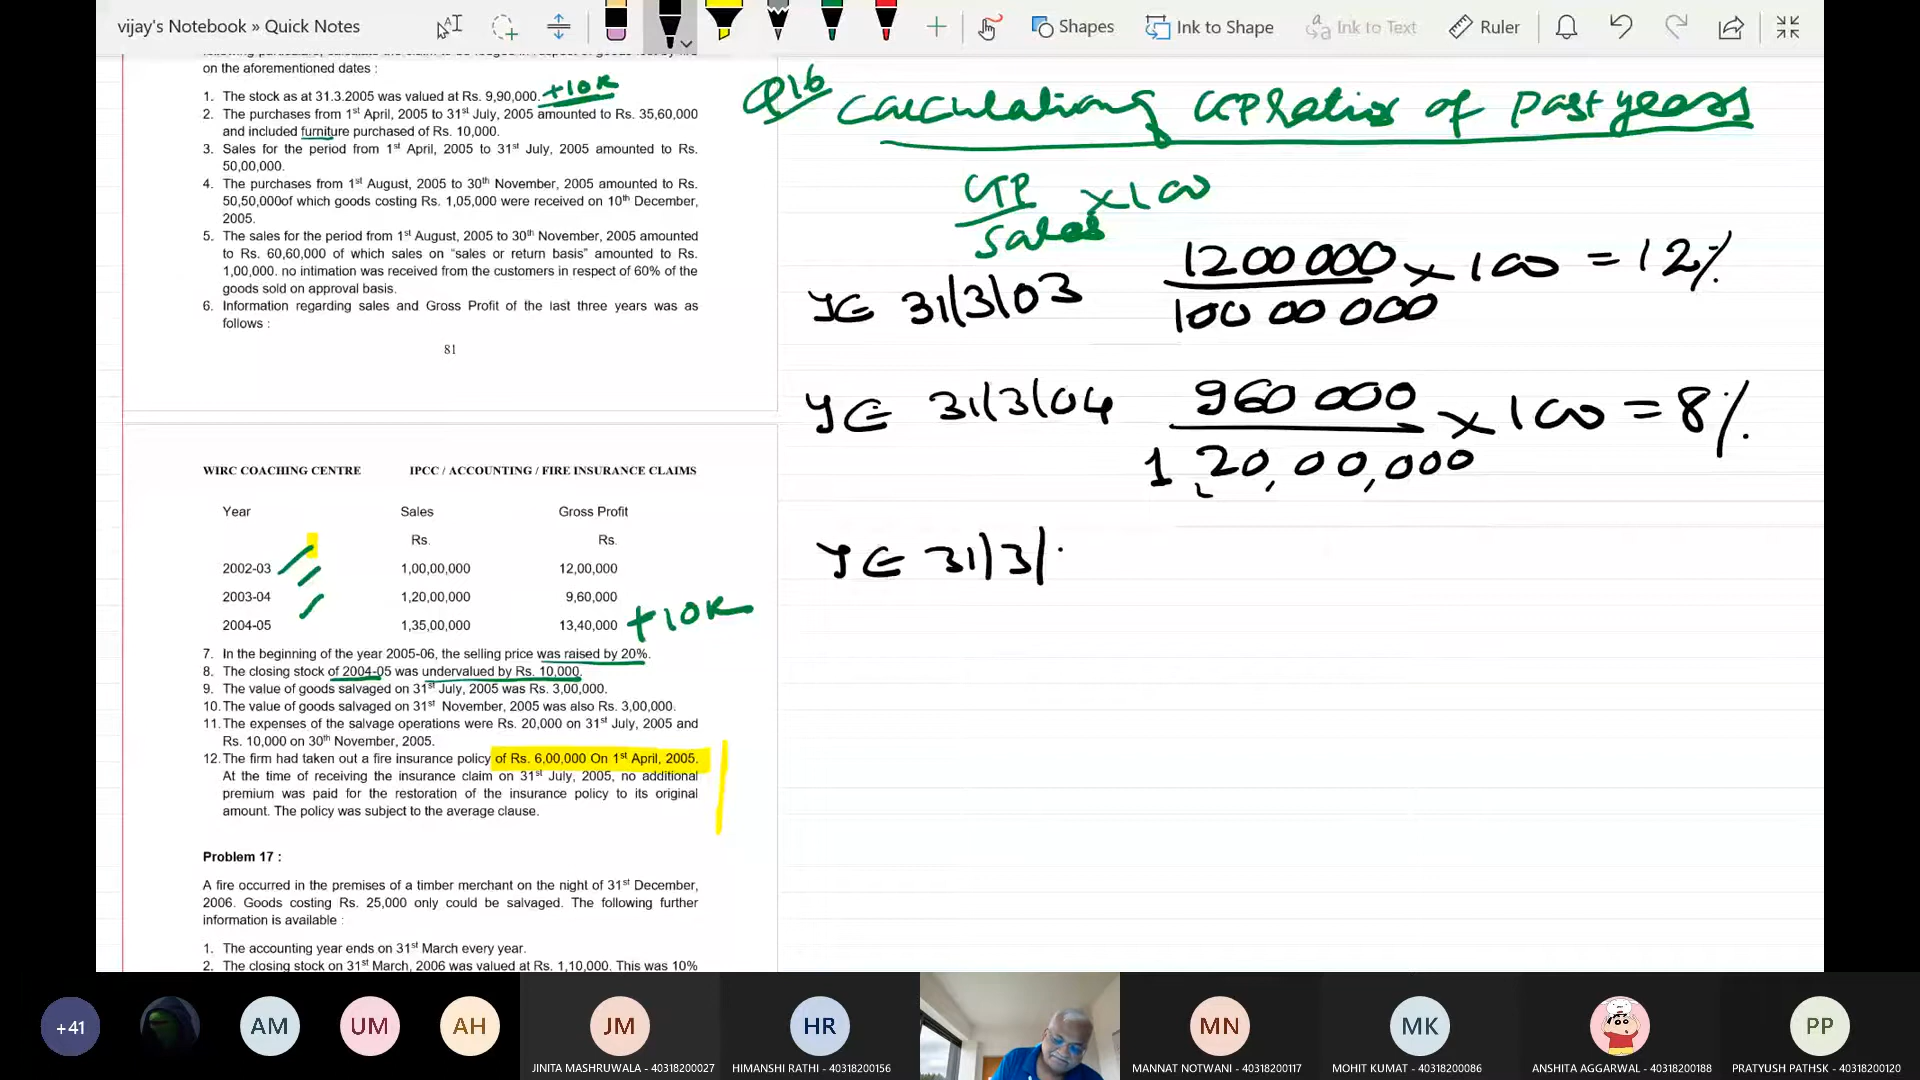 vijay's Notebook » Quick Notes
Shapes
Ink to Shape
Ink to Text
Ruler
on the aforementioned dates :
1. The stock as at 31.3.2005 was valued at Rs. 9,90,000. +10K
2. The purchases from 1st April, 2005 to 31st July, 2005 amounted to Rs. 35,60,000
and included furniture purchased of Rs. 10,000.
3. Sales for the period from 1st April, 2005 to 31st July, 2005 amounted to Rs.
50,00,000.
4. The purchases from 1st August, 2005 to 30th November, 2005 amounted to Rs.
50,50,000of which goods costing Rs. 1,05,000 were received on 10th December,
2005.
5. The sales for the period from 1st August, 2005 to 30th November, 2005 amounted
to Rs. 60,60,000 of which sales on “sales or return basis” amounted to Rs.
1,00,000. no intimation was received from the customers in respect of 60% of the
goods sold on approval basis.
6. Information regarding sales and Gross Profit of the last three years was as
follows :
81
WIRC COACHING CENTRE IPCC / ACCOUNTING / FIRE INSURANCE CLAIMS
Year Sales Gross Profit
Rs. Rs.
2002-03 1,00,00,000 12,00,000
2003-04 1,20,00,000 9,60,000
2004-05 1,35,00,000 13,40,000 +10K
7. In the beginning of the year 2005-06, the selling price was raised by 20%.
8. The closing stock of 2004-05 was undervalued by Rs. 10,000.
9. The value of goods salvaged on 31st July, 2005 was Rs. 3,00,000.
10. The value of goods salvaged on 31st November, 2005 was also Rs. 3,00,000.
11. The expenses of the salvage operations were Rs. 20,000 on 31st July, 2005 and
Rs. 10,000 on 30th November, 2005.
12. The firm had taken out a fire insurance policy of Rs. 6,00,000 On 1st April, 2005.
At the time of receiving the insurance claim on 31st July, 2005, no additional
premium was paid for the restoration of the insurance policy to its original
amount. The policy was subject to the average clause.
Problem 17 :
A fire occurred in the premises of a timber merchant on the night of 31st December,
2006. Goods costing Rs. 25,000 only could be salvaged. The following further
information is available :
1. The accounting year ends on 31st March every year.
2. The closing stock on 31st March, 2006 was valued at Rs. 1,10,000. This was 10%
Q16 Calculating GP Ratios of past years
GP
Sales × 100
YE 31/3/03 1200 000 × 100 = 12%
100 00 000
YE 31/3/04 960 000 × 100 = 8%
1,20,00,000
YE 31/3/
+41
AM
UM
AH
JM
HR
MN
MK
PP
JINITA MASHRUWALA - 40318200027
HIMANSHI RATHI - 40318200156
MANNAT NOTWANI - 40318200117
MOHIT KUMAT - 40318200086
ANSHITA AGGARWAL - 40318200188
PRATYUSH PATHSK - 40318200120